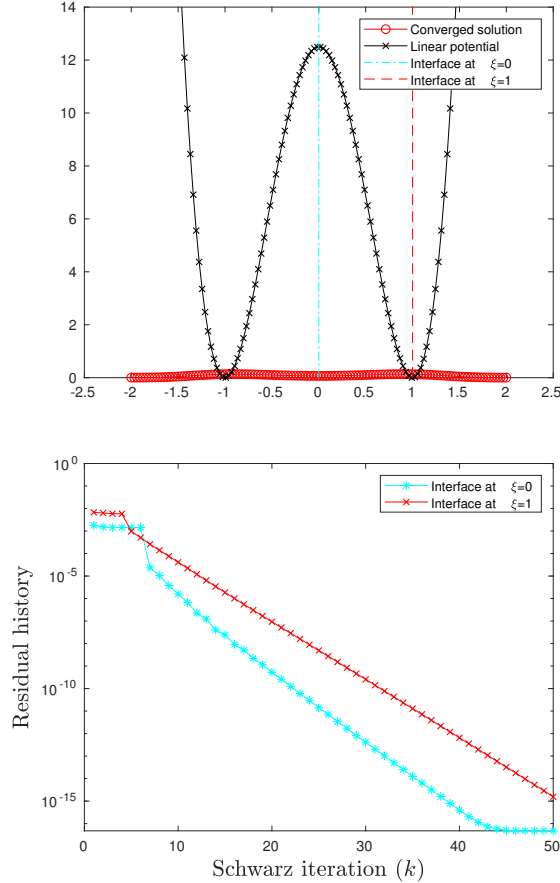 14
12
10
8
6
4
2
0
-2.5 -2 -1.5 -1 -0.5 0 0.5 1 1.5 2 2.5
Converged solution
Linear potential
Interface at ξ=0
Interface at ξ=1
10^0
10^-5
10^-10
10^-15
0 10 20 30 40 50
Residual history
Schwarz iteration (k)
Interface at ξ=0
Interface at ξ=1